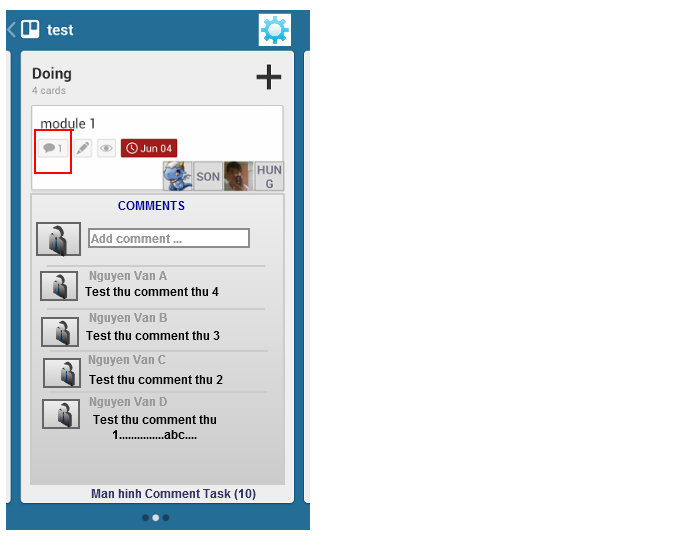 test
Doing
4 cards
module 1
1
Jun 04
SON
HUN
G
COMMENTS
Add comment ...
Nguyen Van A
Test thu comment thu 4
Nguyen Van B
Test thu comment thu 3
Nguyen Van C
Test thu comment thu 2
Nguyen Van D
Test thu comment thu
1...............abc....
Man hinh Comment Task (10)